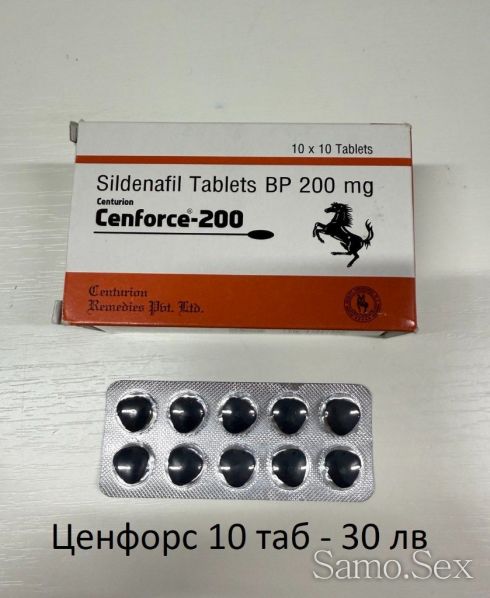 10 x 10 Tablets
Sildenafil Tablets BP 200 mg
Centurion
Cenforce®-200
Centurion
Remedies Pvt. Ltd.
Ценфорс 10 таб - 30 лв
Samo.Sex